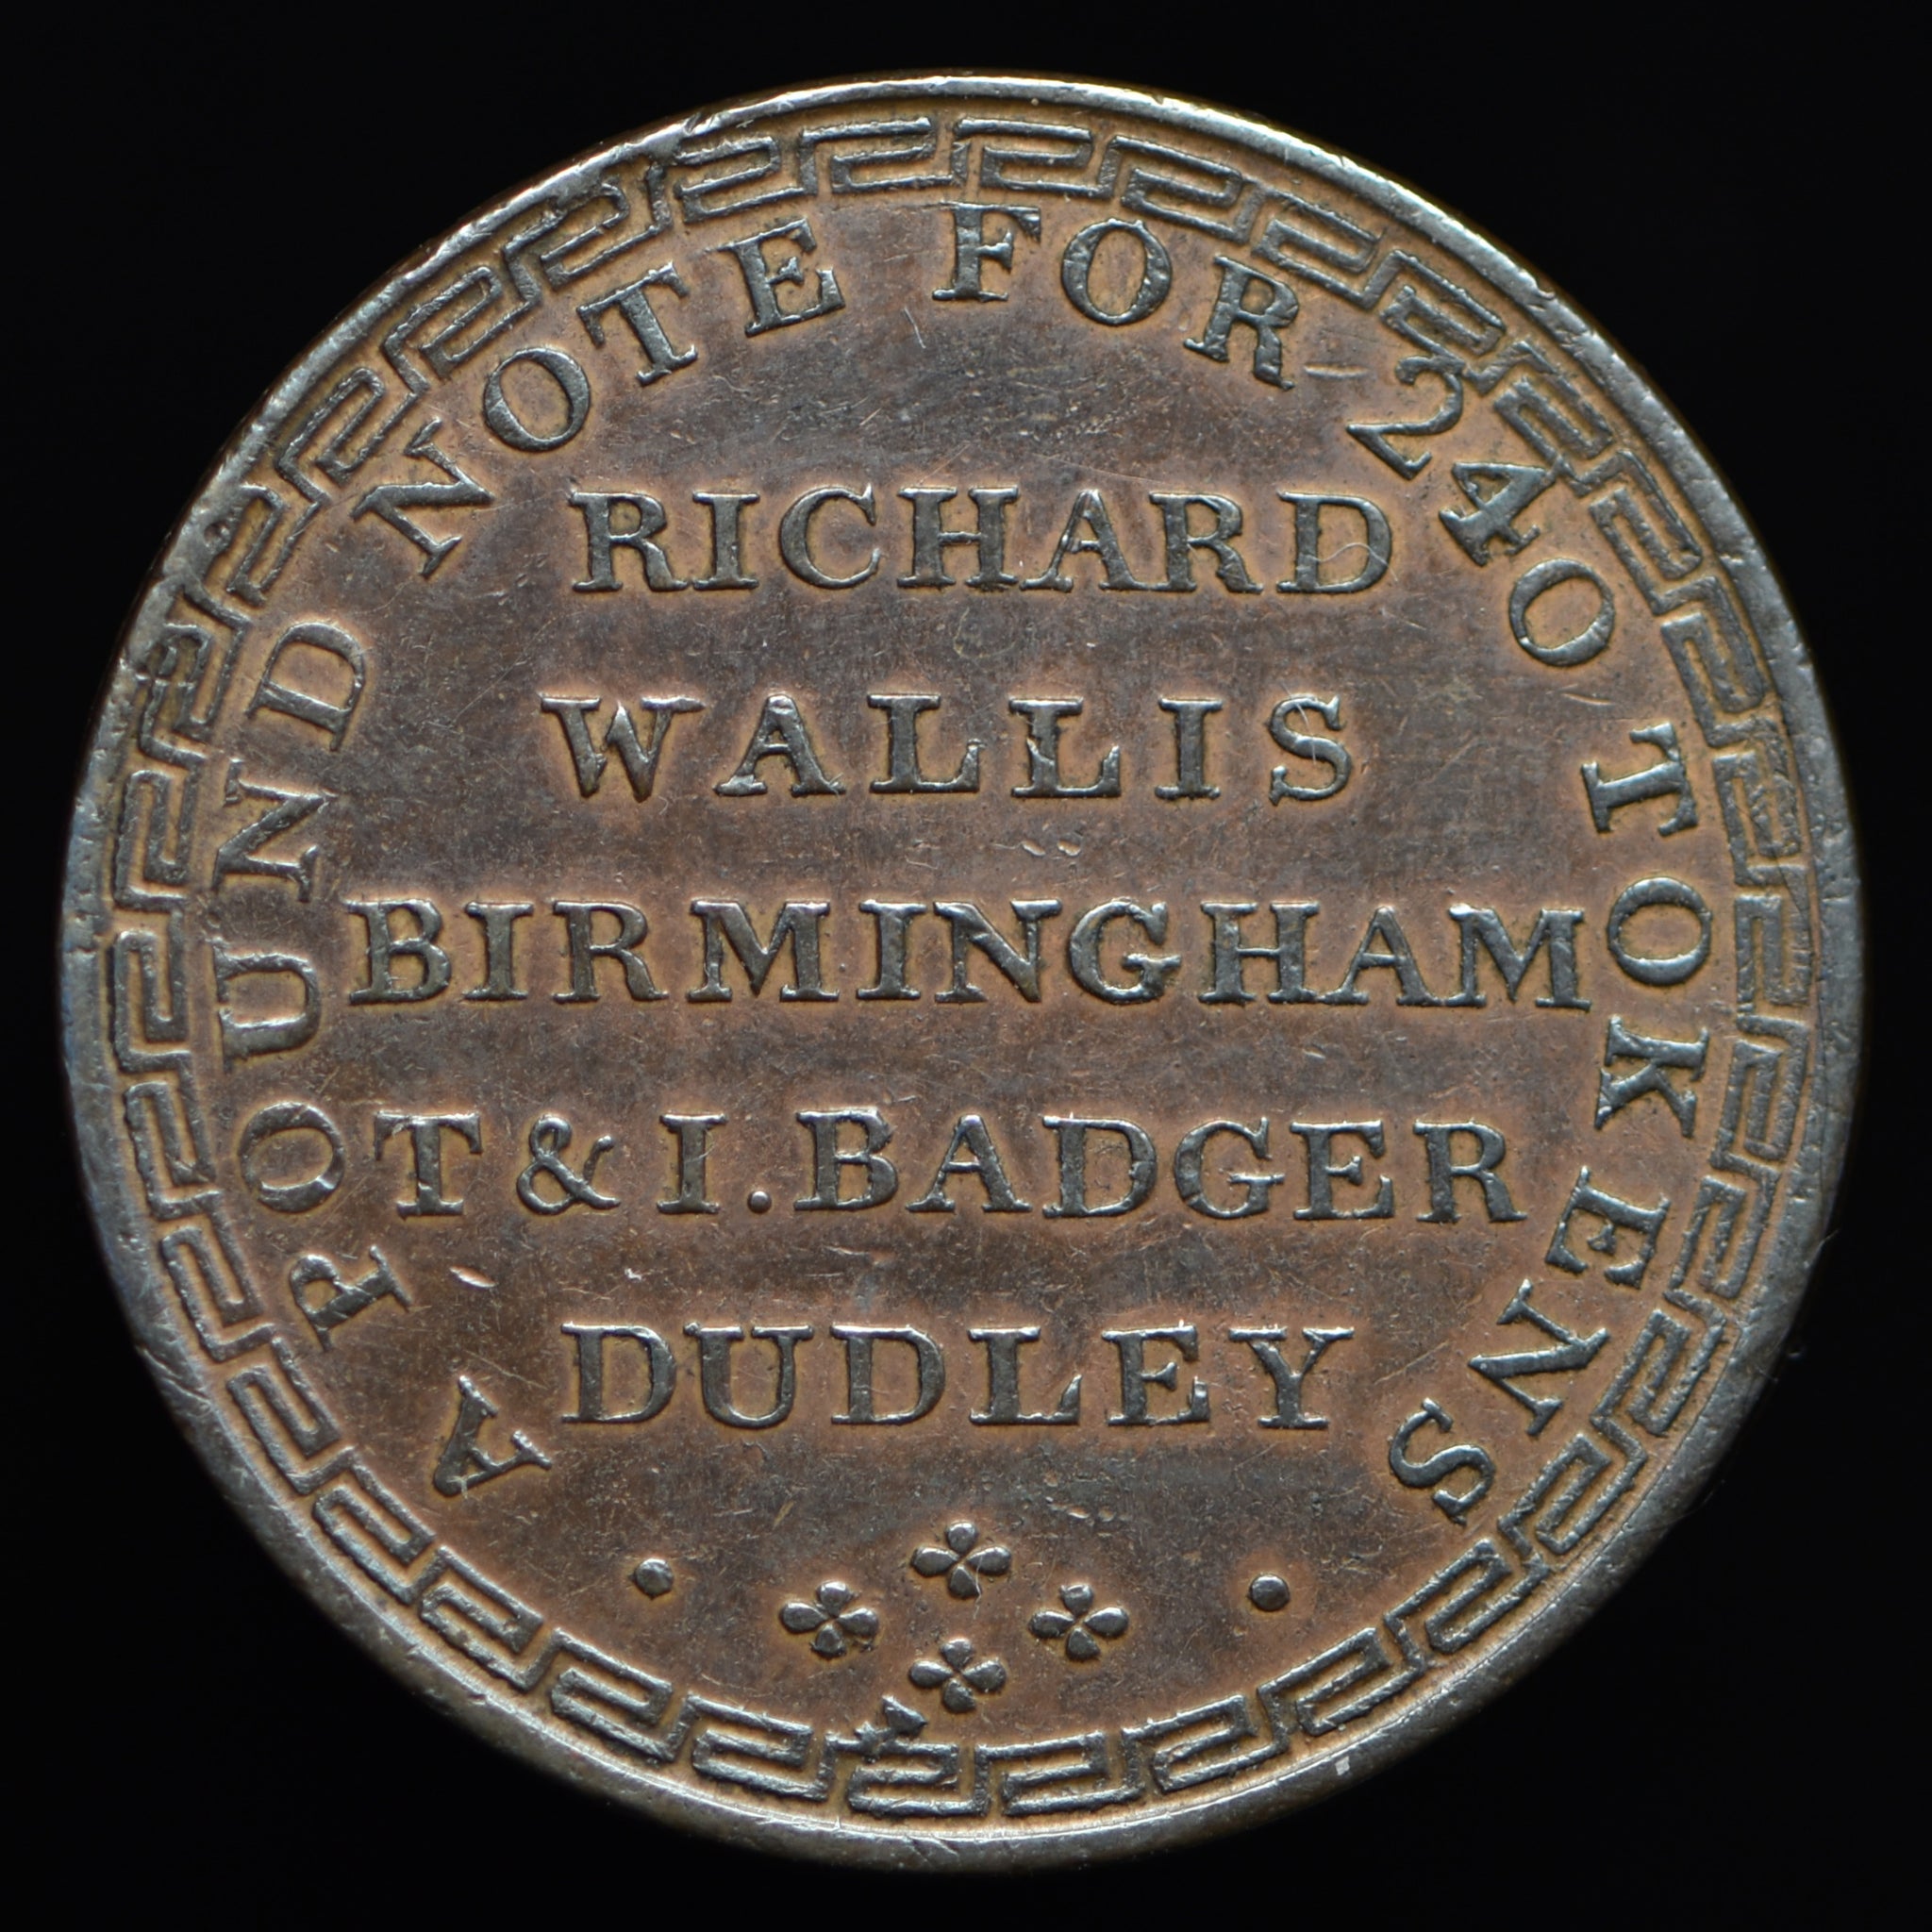 A POUND NOTE FOR 240 TOKENS
RICHARD
WALLIS
BIRMINGHAM
T & I. BADGER
DUDLEY